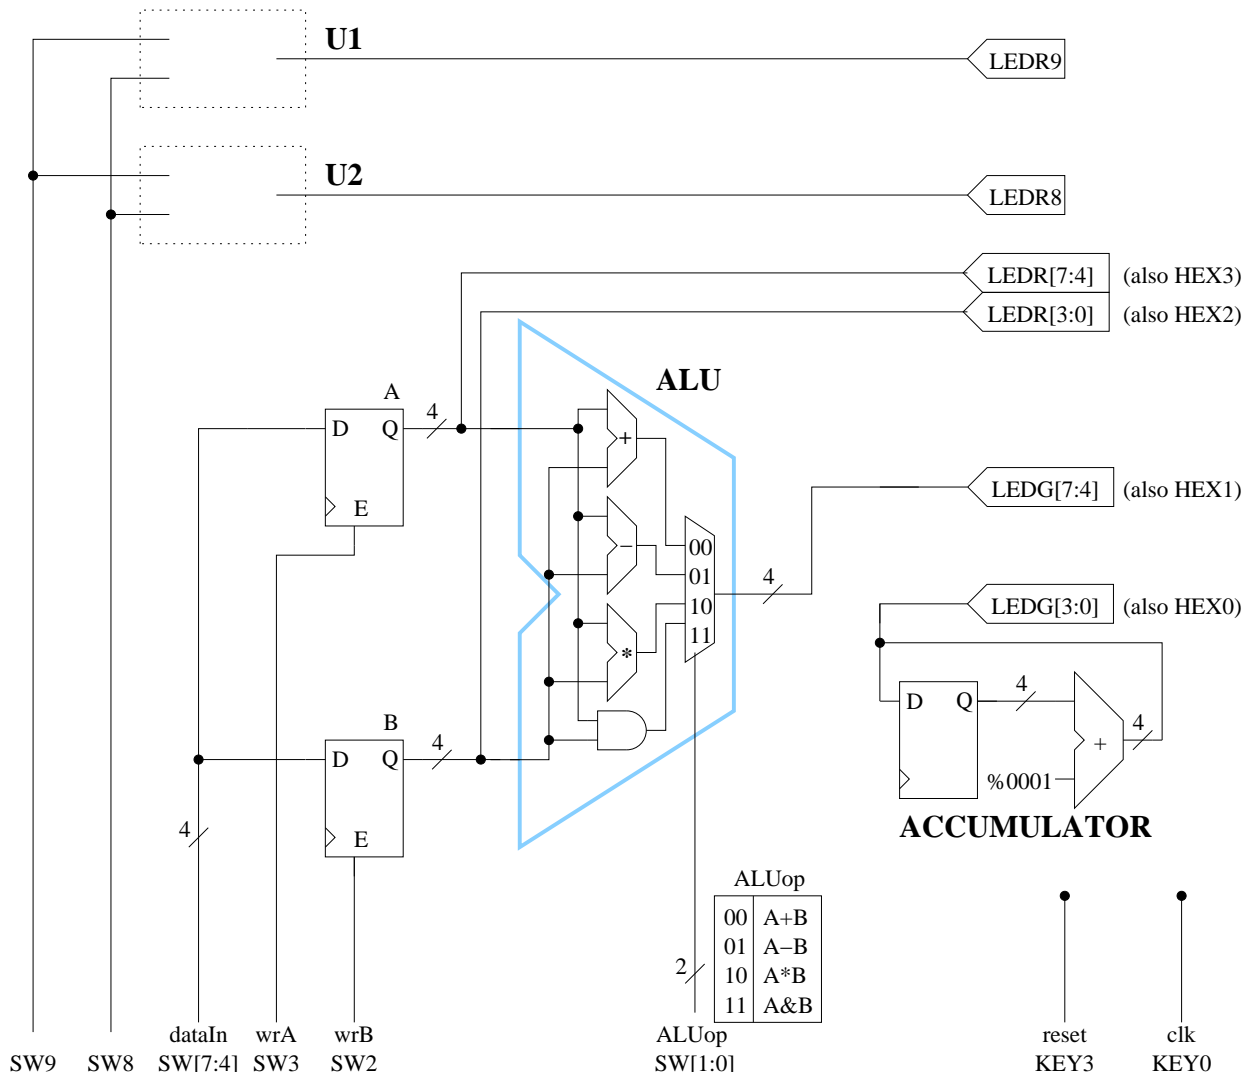 U1
LEDR9
U2
LEDR8
LEDR[7:4] (also HEX3)
LEDR[3:0] (also HEX2)
ALU
A
D Q
4
E
+
−
*
00
01
10
11
4
LEDG[7:4] (also HEX1)
LEDG[3:0] (also HEX0)
D Q
4
4
+
%0001
ACCUMULATOR
B
D Q
4
E
4
ALUop
00 A+B
01 A−B
10 A*B
11 A&B
2
dataIn wrA wrB ALUop reset clk
SW9 SW8 SW[7:4] SW3 SW2 SW[1:0] KEY3 KEY0